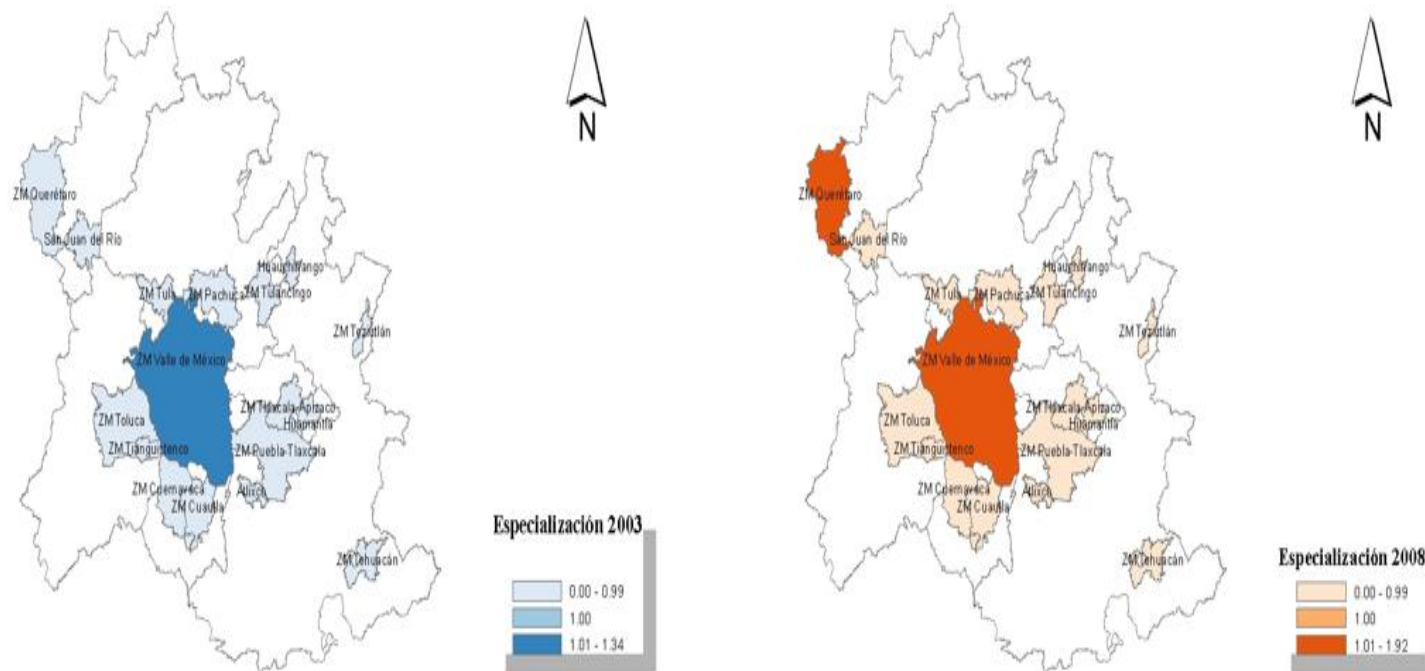 N
ZM Querétaro
San Juan del Río
Huauchinango
ZM Tula
ZM Pachuca
ZM Tulancingo
ZM Teziutlán
ZM Valle de México
ZM Toluca
ZM Tlaxcala-Apizaco
Huamantla
ZM Tianguistenco
ZM Puebla-Tlaxcala
ZM Cuernavaca
Atlixco
ZM Cuautla
ZM Tehuacán
Especialización 2003
0.00 - 0.99
1.00
1.01 - 1.34
N
ZM Querétaro
San Juan del Río
Huauchinango
ZM Tula
ZM Pachuca
ZM Tulancingo
ZM Teziutlán
ZM Valle de México
ZM Toluca
ZM Tlaxcala-Apizaco
Huamantla
ZM Tianguistenco
ZM Puebla-Tlaxcala
ZM Cuernavaca
Atlixco
ZM Cuautla
ZM Tehuacán
Especialización 2008
0.00 - 0.99
1.00
1.01 - 1.92